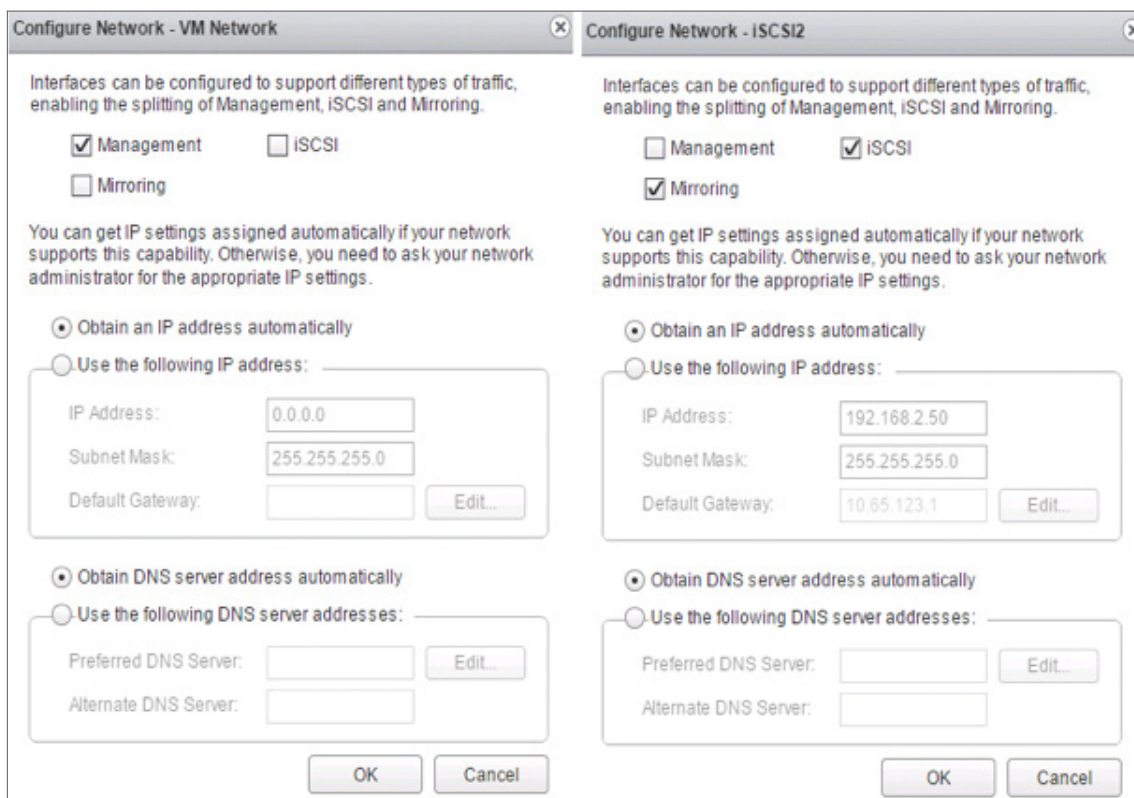 Configure Network - VM Network
Interfaces can be configured to support different types of traffic,
enabling the splitting of Management, iSCSI and Mirroring.
Management
iSCSI
Mirroring
You can get IP settings assigned automatically if your network
supports this capability. Otherwise, you need to ask your network
administrator for the appropriate IP settings.
Obtain an IP address automatically
Use the following IP address:
IP Address:
0.0.0.0
Subnet Mask:
255.255.255.0
Default Gateway:
Edit...
Obtain DNS server address automatically
Use the following DNS server addresses:
Preferred DNS Server:
Edit...
Alternate DNS Server:
OK
Cancel
Configure Network - iSCSI2
Interfaces can be configured to support different types of traffic,
enabling the splitting of Management, iSCSI and Mirroring.
Management
iSCSI
Mirroring
You can get IP settings assigned automatically if your network
supports this capability. Otherwise, you need to ask your network
administrator for the appropriate IP settings.
Obtain an IP address automatically
Use the following IP address:
IP Address:
192.168.2.50
Subnet Mask:
255.255.255.0
Default Gateway:
10.65.123.1
Edit...
Obtain DNS server address automatically
Use the following DNS server addresses:
Preferred DNS Server:
Edit...
Alternate DNS Server:
OK
Cancel